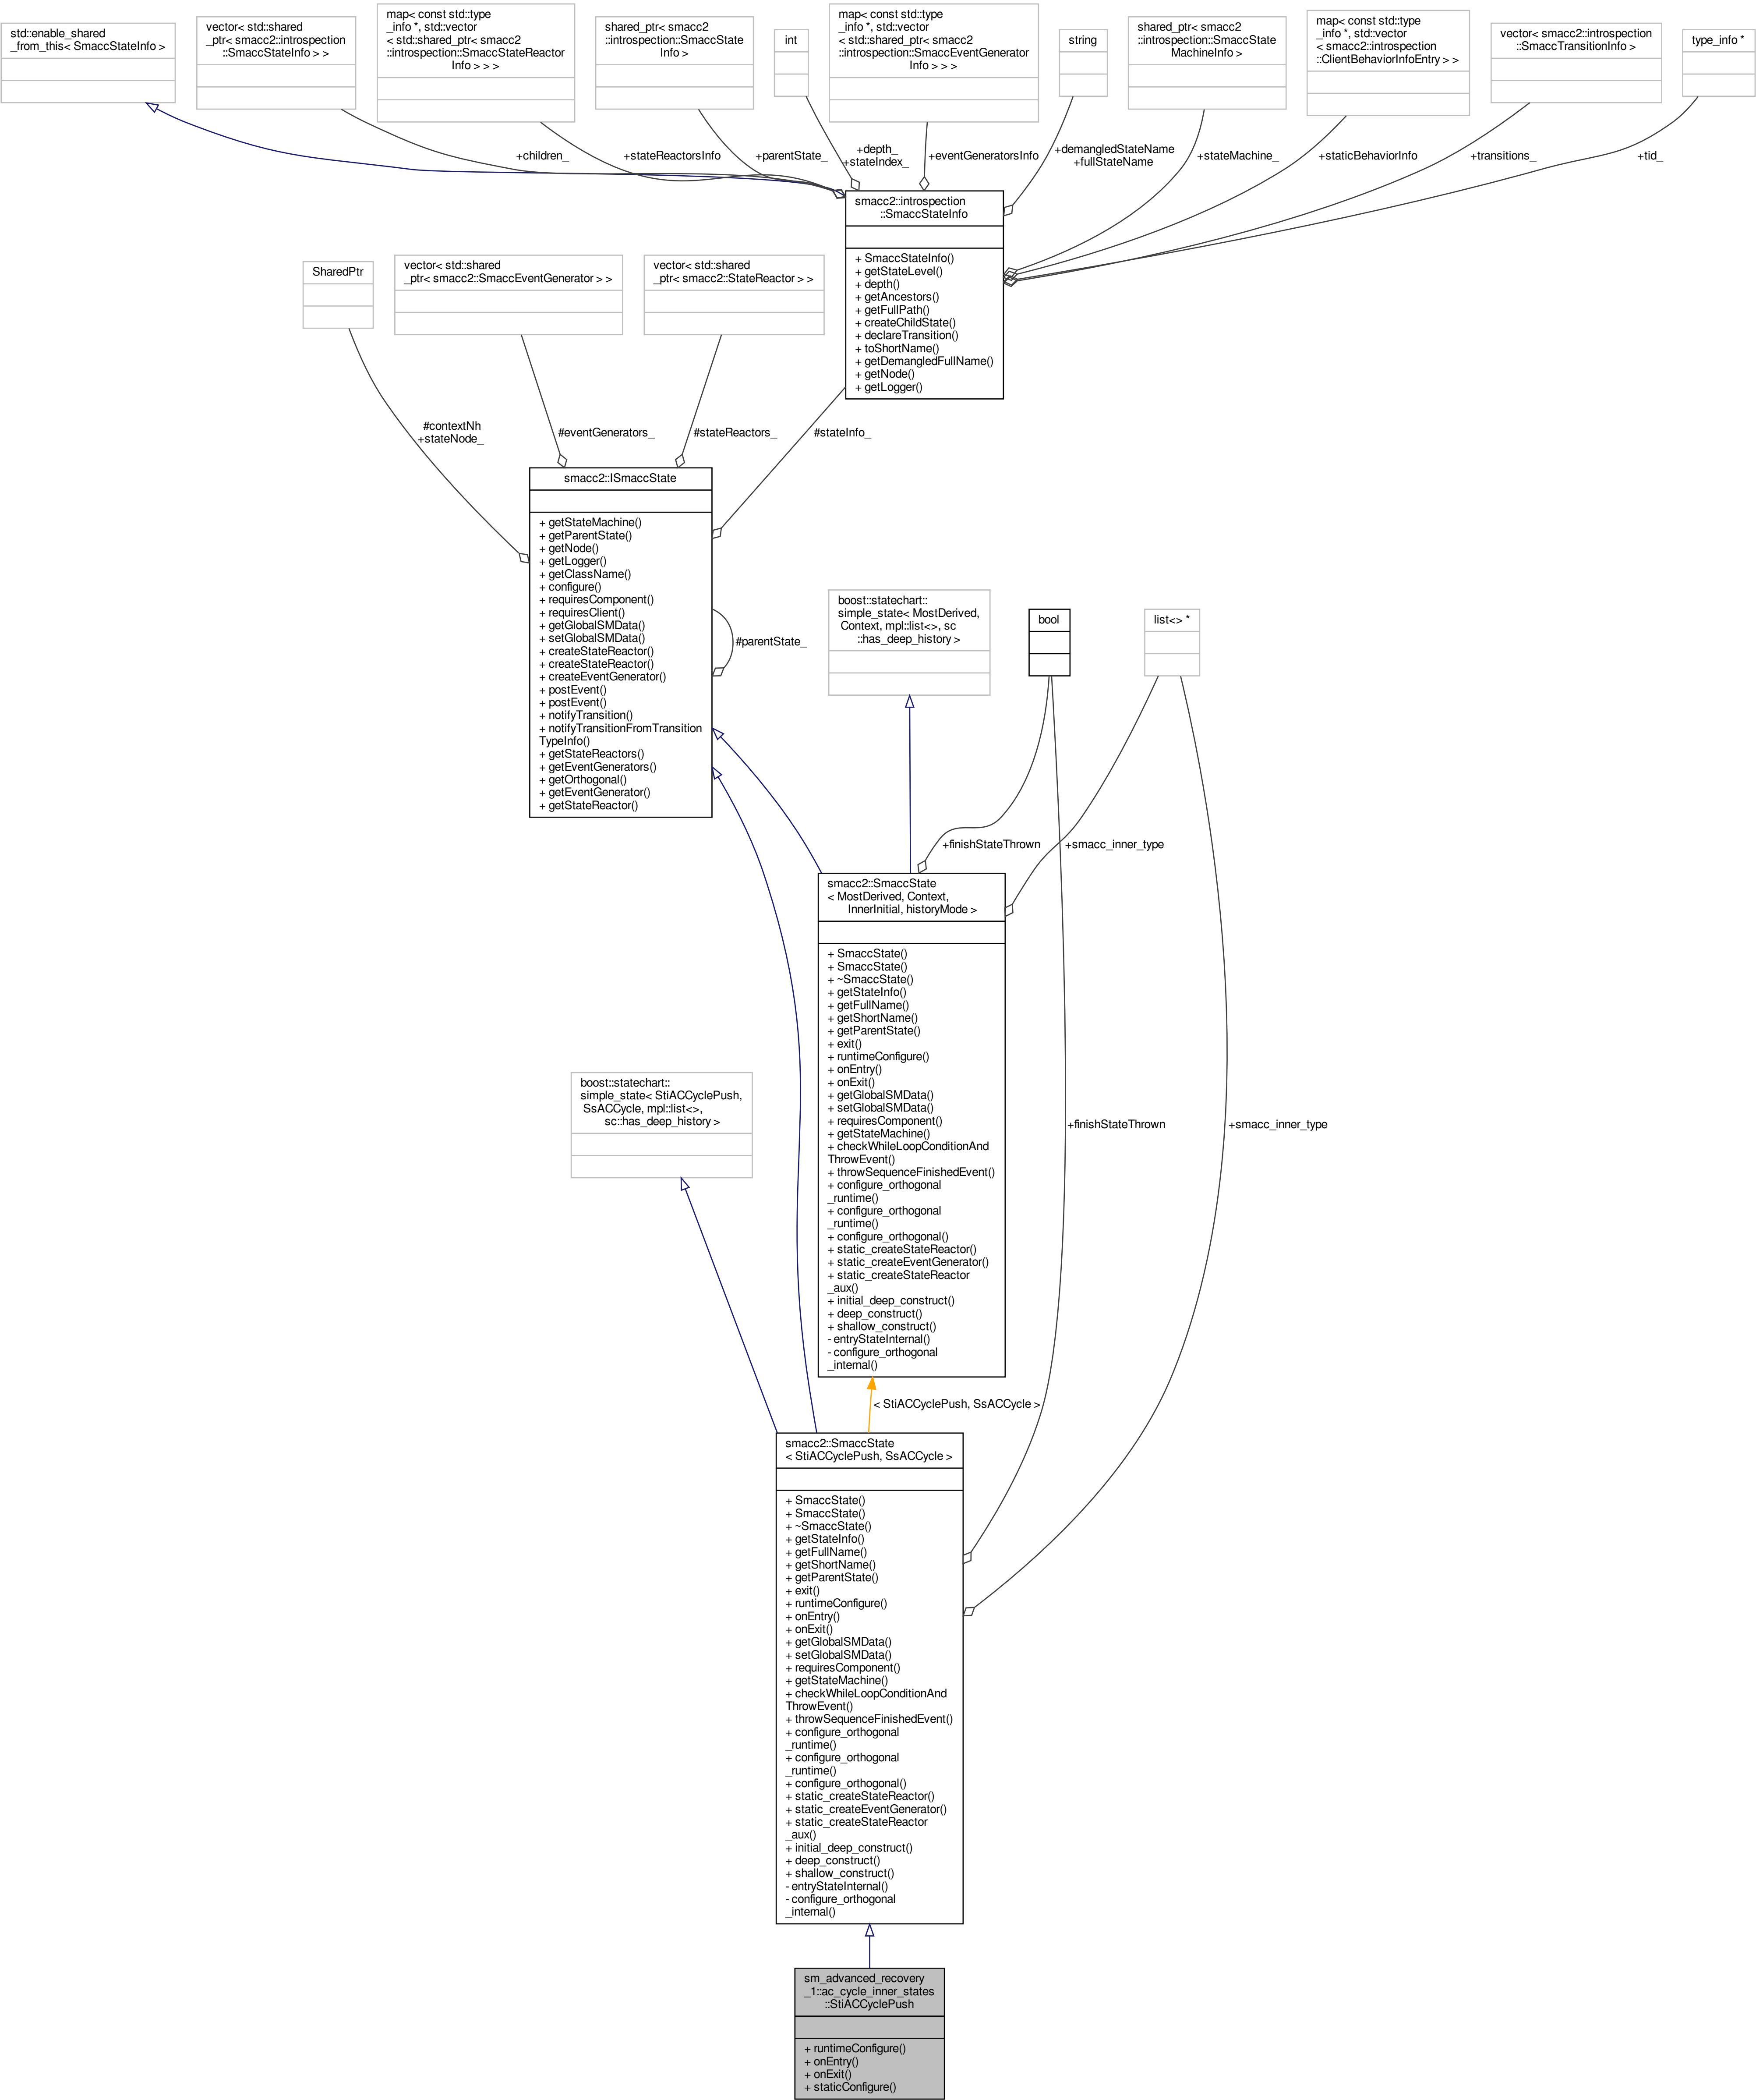 std::enable_shared
_from_this< SmaccStateInfo >
vector< std::shared
_ptr< smacc2::introspection
::SmaccStateInfo > >
map< const std::type
_info *, std::vector
< std::shared_ptr< smacc2
::introspection::SmaccStateReactor
Info > > >
shared_ptr< smacc2
::introspection::SmaccState
Info >
int
map< const std::type
_info *, std::vector
< std::shared_ptr< smacc2
::introspection::SmaccEventGenerator
Info > > >
string
shared_ptr< smacc2
::introspection::SmaccState
MachineInfo >
map< const std::type
_info *, std::vector
< smacc2::introspection
::ClientBehaviorInfoEntry > >
vector< smacc2::introspection
::SmaccTransitionInfo >
type_info *
+children_
+stateReactorsInfo
+parentState_
+depth_
+stateIndex_
+eventGeneratorsInfo
+demangledStateName
+fullStateName
+stateMachine_
+staticBehaviorInfo
+transitions_
+tid_
smacc2::introspection
::SmaccStateInfo
+ SmaccStateInfo()
+ getStateLevel()
+ depth()
+ getAncestors()
+ getFullPath()
+ createChildState()
+ declareTransition()
+ toShortName()
+ getDemangledFullName()
+ getNode()
+ getLogger()
SharedPtr
vector< std::shared
_ptr< smacc2::SmaccEventGenerator > >
vector< std::shared
_ptr< smacc2::StateReactor > >
#contextNh
+stateNode_
#eventGenerators_
#stateReactors_
#stateInfo_
smacc2::ISmaccState
+ getStateMachine()
+ getParentState()
+ getNode()
+ getLogger()
+ getClassName()
+ configure()
+ requiresComponent()
+ requiresClient()
+ getGlobalSMData()
+ setGlobalSMData()
+ createStateReactor()
+ createStateReactor()
+ createEventGenerator()
+ postEvent()
+ postEvent()
+ notifyTransition()
+ notifyTransitionFromTransition
TypeInfo()
+ getStateReactors()
+ getEventGenerators()
+ getOrthogonal()
+ getEventGenerator()
+ getStateReactor()
#parentState_
boost::statechart::
simple_state< MostDerived,
Context, mpl::list<>, sc
::has_deep_history >
bool
list<> *
+finishStateThrown
+smacc_inner_type
smacc2::SmaccState
< MostDerived, Context,
InnerInitial, historyMode >
+ SmaccState()
+ SmaccState()
+ ~SmaccState()
+ getStateInfo()
+ getFullName()
+ getShortName()
+ getParentState()
+ exit()
+ runtimeConfigure()
+ onEntry()
+ onExit()
+ getGlobalSMData()
+ setGlobalSMData()
+ requiresComponent()
+ getStateMachine()
+ checkWhileLoopConditionAnd
ThrowEvent()
+ throwSequenceFinishedEvent()
+ configure_orthogonal
_runtime()
+ configure_orthogonal
_runtime()
+ configure_orthogonal()
+ static_createStateReactor()
+ static_createEventGenerator()
+ static_createStateReactor
_aux()
+ initial_deep_construct()
+ deep_construct()
+ shallow_construct()
- entryStateInternal()
- configure_orthogonal
_internal()
boost::statechart::
simple_state< StiACCyclePush,
SsACCycle, mpl::list<>,
sc::has_deep_history >
+finishStateThrown
+smacc_inner_type
< StiACCyclePush, SsACCycle >
smacc2::SmaccState
< StiACCyclePush, SsACCycle >
+ SmaccState()
+ SmaccState()
+ ~SmaccState()
+ getStateInfo()
+ getFullName()
+ getShortName()
+ getParentState()
+ exit()
+ runtimeConfigure()
+ onEntry()
+ onExit()
+ getGlobalSMData()
+ setGlobalSMData()
+ requiresComponent()
+ getStateMachine()
+ checkWhileLoopConditionAnd
ThrowEvent()
+ throwSequenceFinishedEvent()
+ configure_orthogonal
_runtime()
+ configure_orthogonal
_runtime()
+ configure_orthogonal()
+ static_createStateReactor()
+ static_createEventGenerator()
+ static_createStateReactor
_aux()
+ initial_deep_construct()
+ deep_construct()
+ shallow_construct()
- entryStateInternal()
- configure_orthogonal
_internal()
sm_advanced_recovery
_1::ac_cycle_inner_states
::StiACCyclePush
+ runtimeConfigure()
+ onEntry()
+ onExit()
+ staticConfigure()